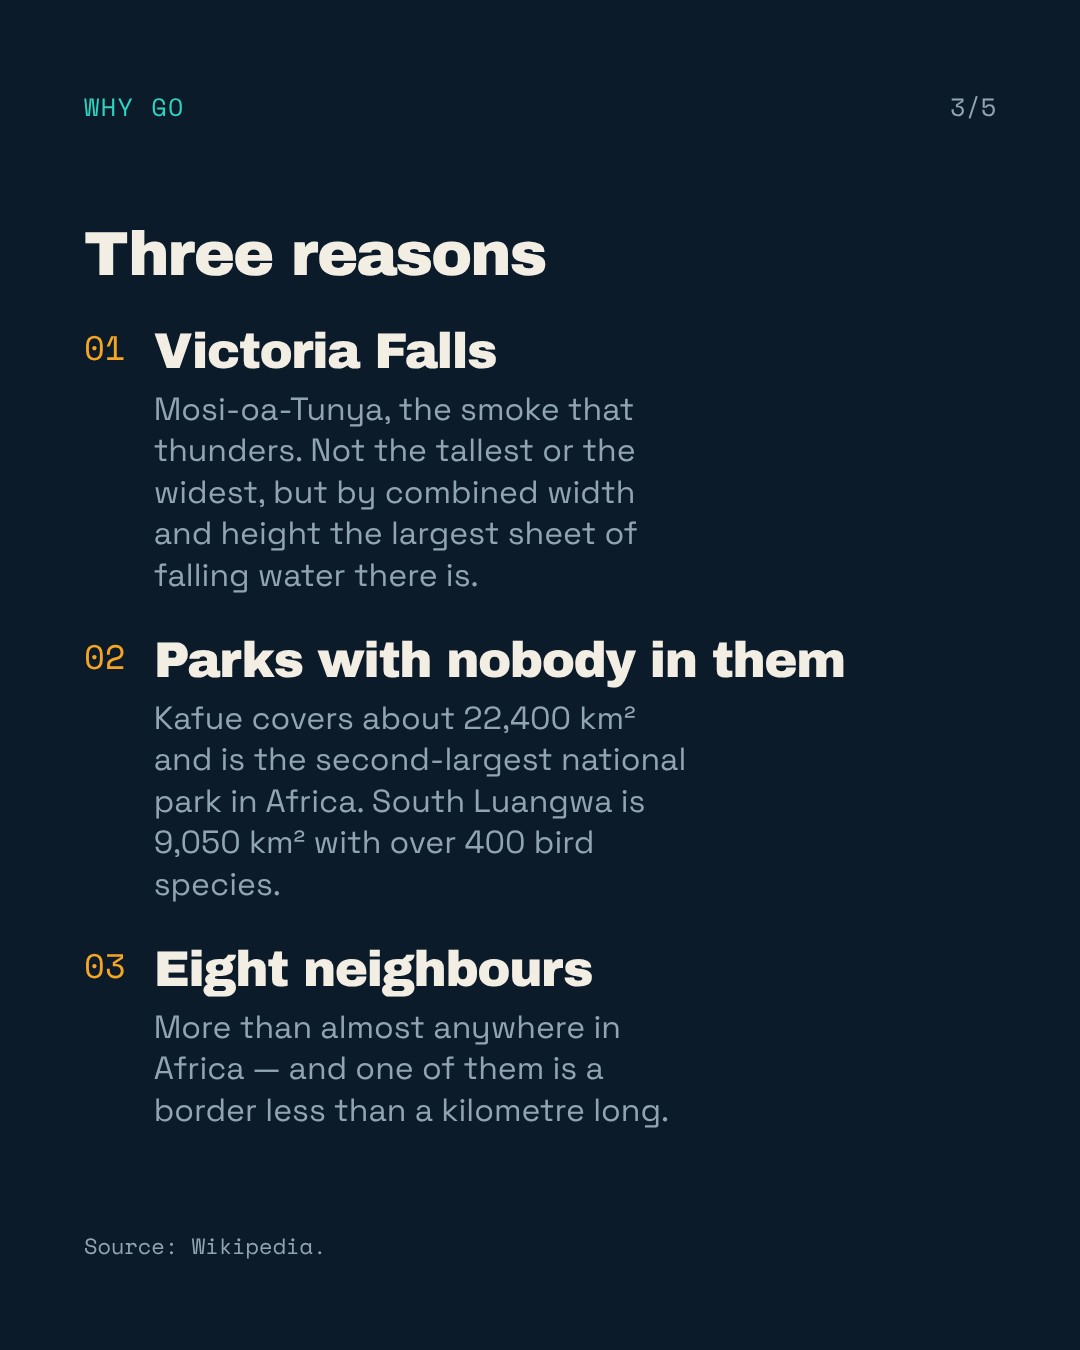 WHY GO
3/5
Three reasons
01 Victoria Falls
Mosi-oa-Tunya, the smoke that
thunders. Not the tallest or the
widest, but by combined width
and height the largest sheet of
falling water there is.
02 Parks with nobody in them
Kafue covers about 22,400 km²
and is the second-largest national
park in Africa. South Luangwa is
9,050 km² with over 400 bird
species.
03 Eight neighbours
More than almost anywhere in
Africa — and one of them is a
border less than a kilometre long.
Source: Wikipedia.